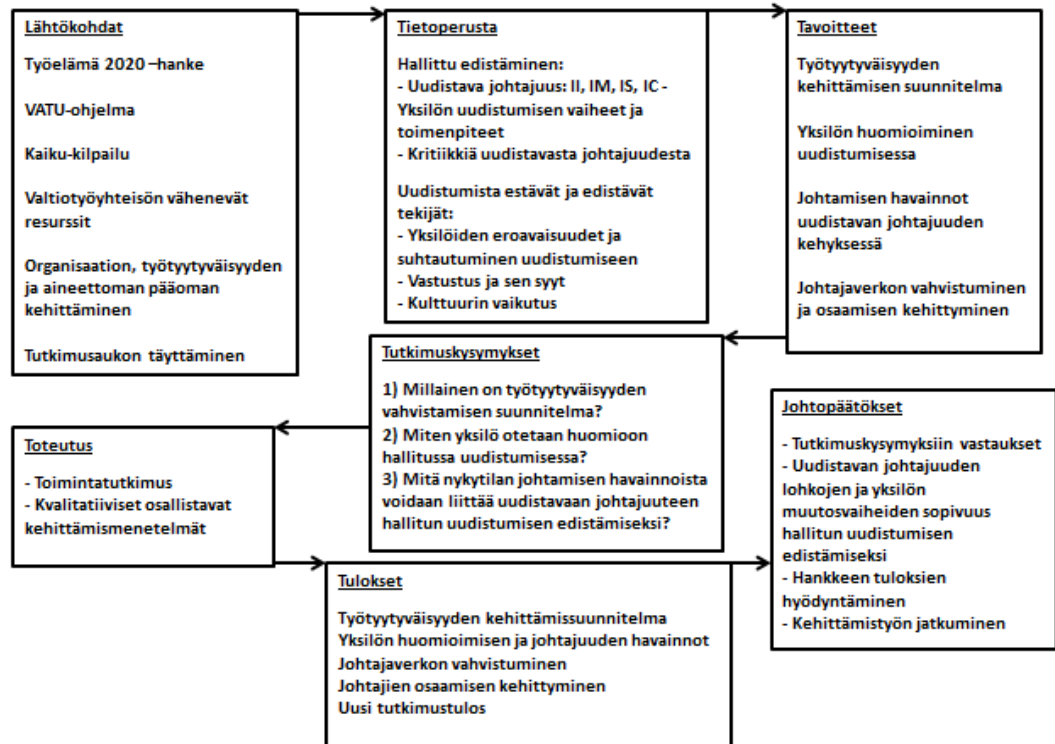 Lähtökohdat
Työelämä 2020 –hanke
VATU-ohjelma
Kaiku-kilpailu
Valtiotyöyhteisön vähenevät
resurssit
Organisaation, työtyytyväisyyden
ja aineettoman pääoman
kehittäminen
Tutkimusaukon täyttäminen
Tietoperusta
Hallittu edistäminen:
- Uudistava johtajuus: II, IM, IS, IC -
Yksilön uudistumisen vaiheet ja
toimenpiteet
- Kritiikkiä uudistavasta johtajuudesta
Uudistumista estävät ja edistävät
tekijät:
- Yksilöiden eroavaisuudet ja
suhtautuminen uudistumiseen
- Vastustus ja sen syyt
- Kulttuurin vaikutus
Tavoitteet
Työtyytyväisyyden
kehittämisen suunnitelma
Yksilön huomioiminen
uudistumisessa
Johtamisen havainnot
uudistavan johtajuuden
kehyksessä
Johtajaverkon vahvistuminen
ja osaamisen kehittyminen
Tutkimuskysymykset
1) Millainen on työtyytyväisyyden
vahvistamisen suunnitelma?
2) Miten yksilö otetaan huomioon
hallitussa uudistumisessa?
3) Mitä nykytilan johtamisen havainnoista
voidaan liittää uudistavaan johtajuuteen
hallitun uudistumisen edistämiseksi?
Toteutus
- Toimintatutkimus
- Kvalitatiiviset osallistavat
kehittämismenetelmät
Tulokset
Työtyytyväisyyden kehittämissuunnitelma
Yksilön huomioimisen ja johtajuuden havainnot
Johtajaverkon vahvistuminen
Johtajien osaamisen kehittyminen
Uusi tutkimustulos
Johtopäätökset
- Tutkimuskysymyksiin vastaukset
- Uudistavan johtajuuden
lohkojen ja yksilön
muutosvaiheiden sopivuus
hallitun uudistumisen
edistämiseksi
- Hankkeen tuloksien
hyödyntäminen
- Kehittämistyön jatkuminen